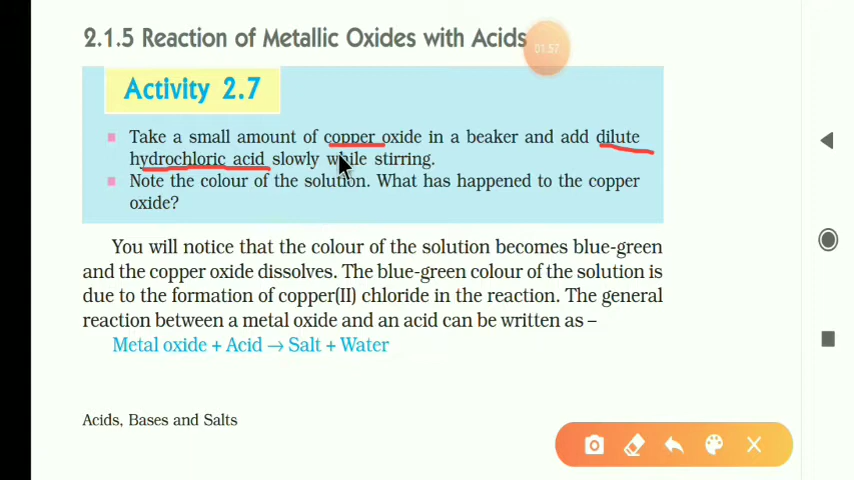 2.1.5 Reaction of Metallic Oxides with Acids
01:57
Activity 2.7
Take a small amount of copper oxide in a beaker and add dilute
hydrochloric acid slowly while stirring.
Note the colour of the solution. What has happened to the copper
oxide?
You will notice that the colour of the solution becomes blue-green
and the copper oxide dissolves. The blue-green colour of the solution is
due to the formation of copper(II) chloride in the reaction. The general
reaction between a metal oxide and an acid can be written as –
Metal oxide + Acid → Salt + Water
Acids, Bases and Salts